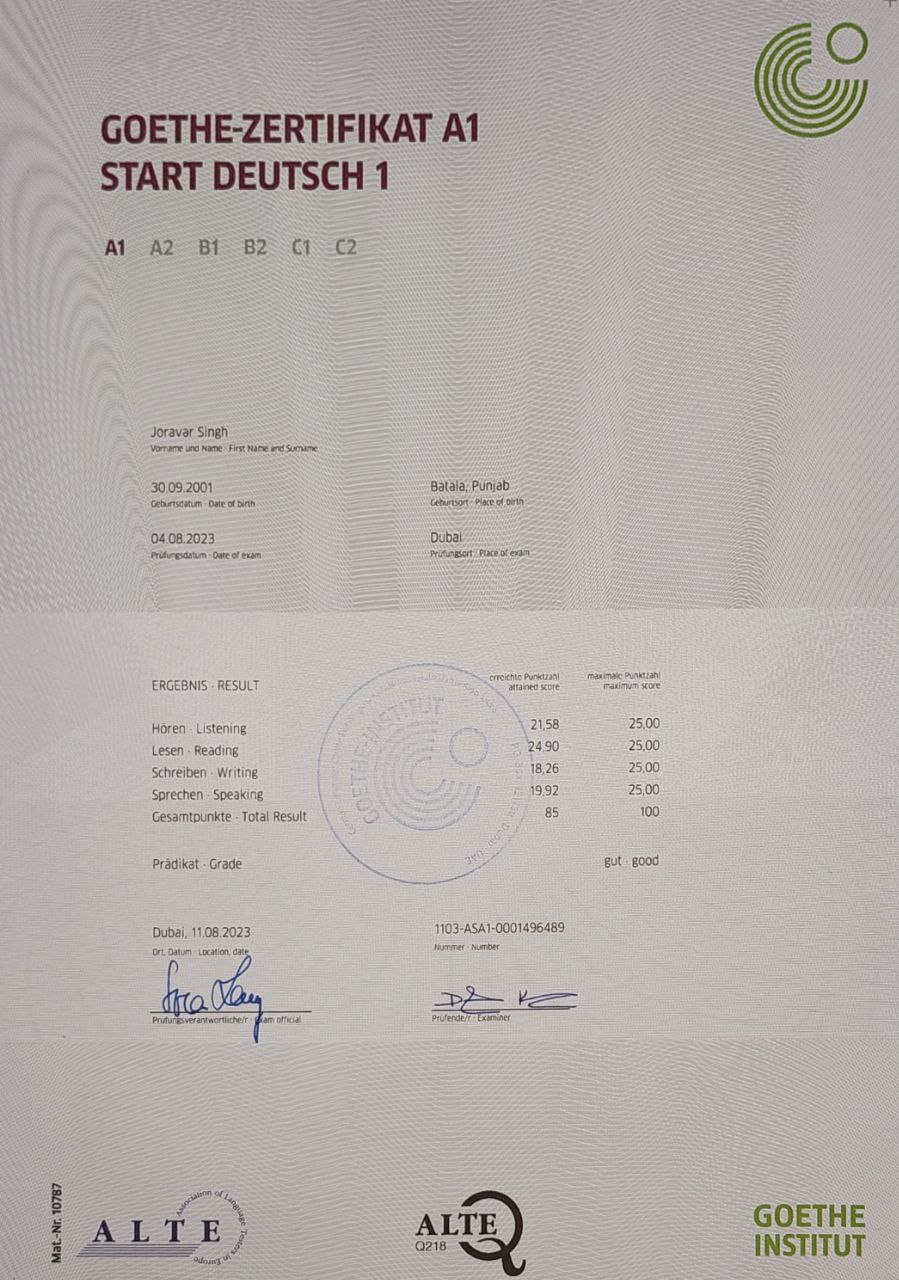 GOETHE-ZERTIFIKAT A1
START DEUTSCH 1
A1 A2 B1 B2 C1 C2
Joravar Singh
Vorname und Name · First Name and Surname
30.09.2001
Geburtsdatum · Date of birth
Batala, Punjab
Geburtsort · Place of birth
04.08.2023
Prüfungsdatum · Date of exam
Dubai
Prüfungsort · Place of exam
ERGEBNIS · RESULT
erreichte Punktzahl
attained score
maximale Punktzahl
maximum score
Hören · Listening 21,58 25,00
Lesen · Reading 24,90 25,00
Schreiben · Writing 18,26 25,00
Sprechen · Speaking 19,92 25,00
Gesamtpunkte · Total Result 85 100
GOETHE-INSTITUT
Dubai, UAE
Prädikat · Grade gut · good
Dubai, 11.08.2023
Ort, Datum · Location, date
1103-ASA1-0001496489
Nummer · Number
Prüfungsverantwortliche/r · Exam official
Prüfende/r · Examiner
Mat.-Nr. 10787
ALTE
Association of Language Testers in Europe
ALTE
Q218
GOETHE
INSTITUT